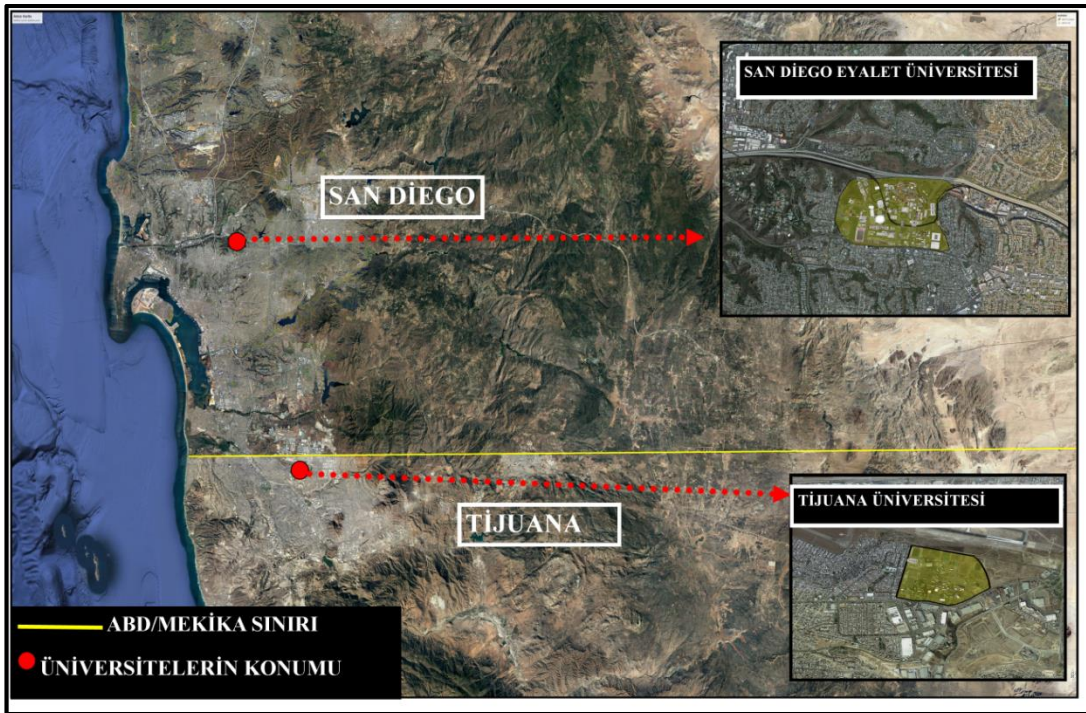 SAN DİEGO EYALET ÜNİVERSİTESİ
SAN DİEGO
TİJUANA ÜNİVERSİTESİ
TİJUANA
ABD/MEKİKA SINIRI
ÜNİVERSİTELERİN KONUMU